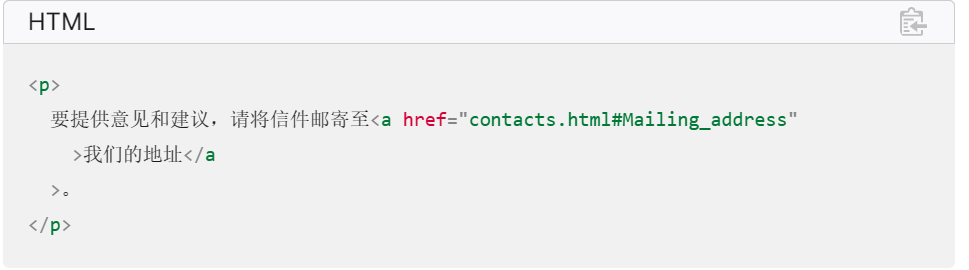 HTML
<p>
要提供意见和建议，请将信件邮寄至<a href="contacts.html#Mailing_address"
>我们的地址</a
>。
</p>